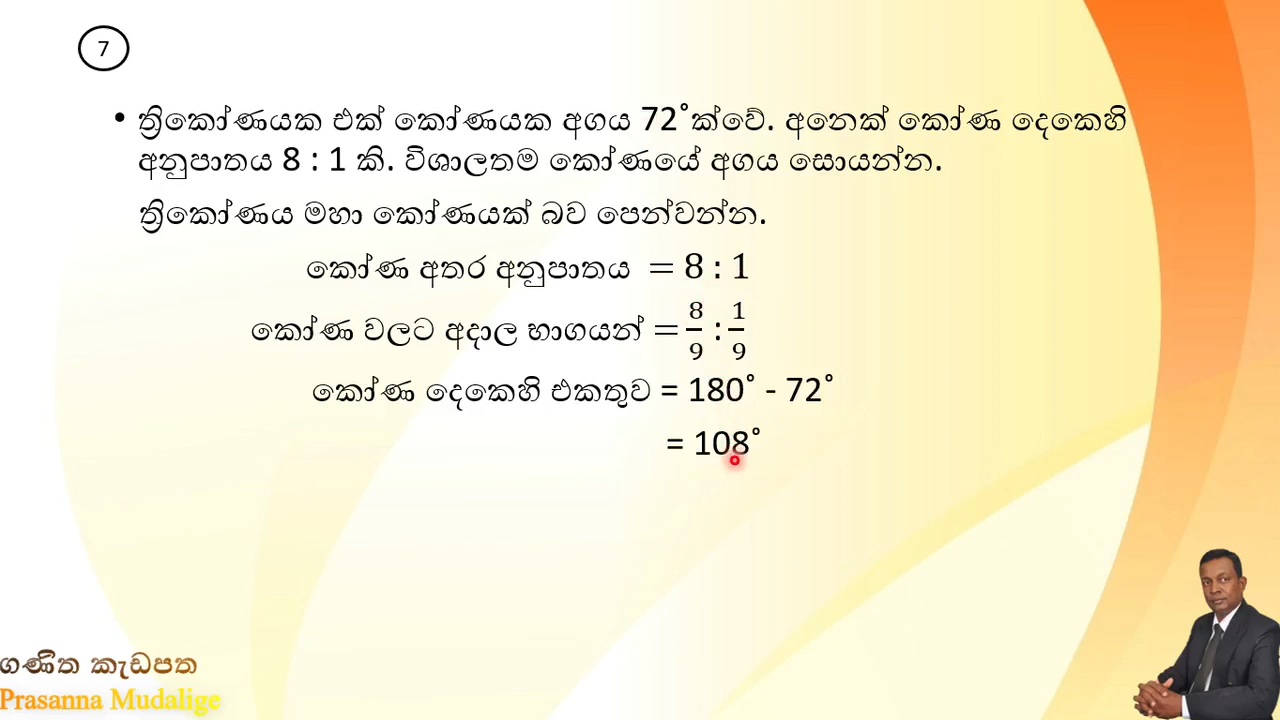 7
• ත්‍රිකෝණයක එක් කෝණයක අගය 72˚ක්වේ. අනෙක් කෝණ දෙකෙහි
අනුපාතය 8 : 1 කි. විශාලතම කෝණයේ අගය සොයන්න.
ත්‍රිකෝණය මහා කෝණයක් බව පෙන්වන්න.
කෝණ අතර අනුපාතය = 8 : 1
කෝණ වලට අදාල භාගයන් = 8/9 : 1/9
කෝණ දෙකෙහි එකතුව = 180˚ - 72˚
= 108˚
ගණිත කැඩපත
Prasanna Mudalige